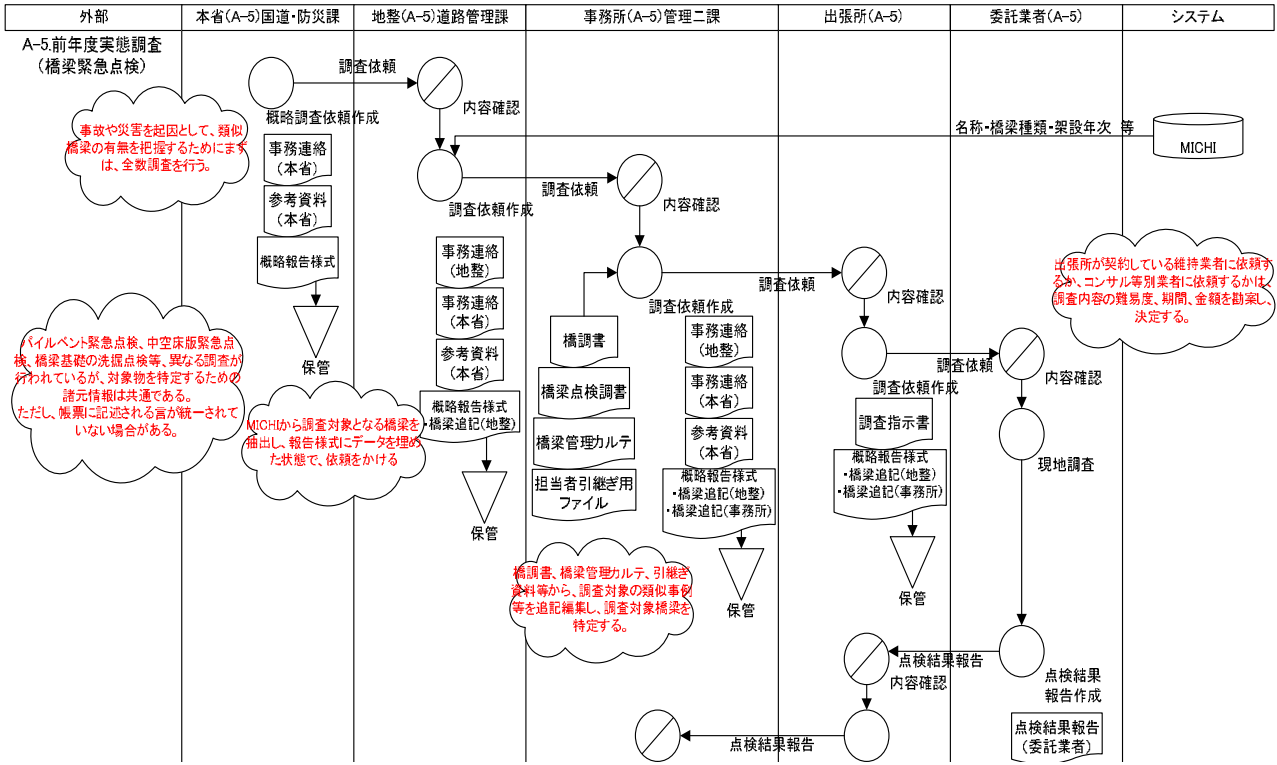 外部
本省(A-5)国道・防災課
地整(A-5)道路管理課
事務所(A-5)管理二課
出張所(A-5)
委託業者(A-5)
システム
A-5.前年度実態調査
(橋梁緊急点検)
調査依頼
概略調査依頼作成
内容確認
事故や災害を起因として、類似
橋梁の有無を把握するためにまず
は、全数調査を行う。
事務連絡
(本省)
参考資料
(本省)
概略報告様式
保管
名称・橋梁種類・架設年次 等
MICHI
調査依頼
調査依頼作成
内容確認
事務連絡
(地整)
事務連絡
(本省)
参考資料
(本省)
概略報告様式
・橋梁追記(地整)
保管
パイルベント緊急点検、中空床版緊急点
検、橋梁基礎の洗掘点検等、異なる調査が
行われているが、対象物を特定するための
諸元情報は共通である。
ただし、帳票に記述される言が統一されて
いない場合がある。
MICHIから調査対象となる橋梁を
抽出し、報告様式にデータを埋め
た状態で、依頼をかける
調査依頼
調査依頼作成
内容確認
橋調書
橋梁点検調書
橋梁管理カルテ
担当者引継ぎ用
ファイル
事務連絡
(地整)
事務連絡
(本省)
参考資料
(本省)
概略報告様式
・橋梁追記(地整)
・橋梁追記(事務所)
保管
橋調書、橋梁管理カルテ、引継ぎ
資料等から、調査対象の類似事例
等を追記編集し、調査対象橋梁を
特定する。
出張所が契約している維持業者に依頼す
るか、コンサル等別業者に依頼するかは、
調査内容の難易度、期間、金額を勘案し、
決定する。
調査依頼
調査依頼作成
内容確認
調査指示書
概略報告様式
・橋梁追記(地整)
・橋梁追記(事務所)
保管
現地調査
点検結果報告
内容確認
点検結果
報告作成
点検結果報告
点検結果報告
(委託業者)